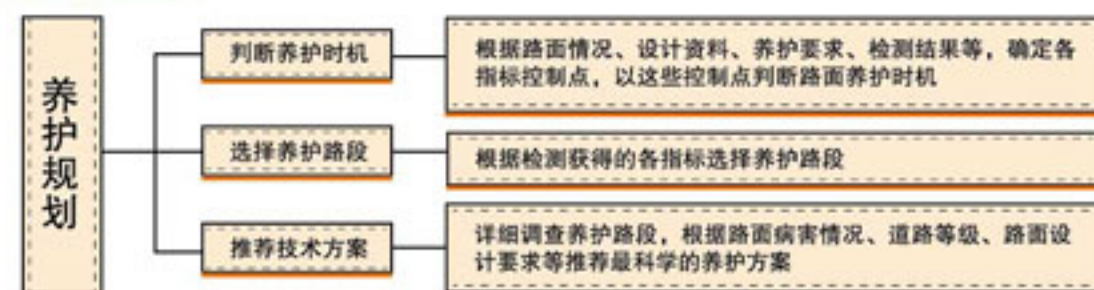 养护规划
判断养护时机
根据路面情况、设计资料、养护要求、检测结果等，确定各
指标控制点，以这些控制点判断路面养护时机
选择养护路段
根据检测获得的各指标选择养护路段
推荐技术方案
详细调查养护路段，根据路面病害情况、道路等级、路面设
计要求等推荐最科学的养护方案